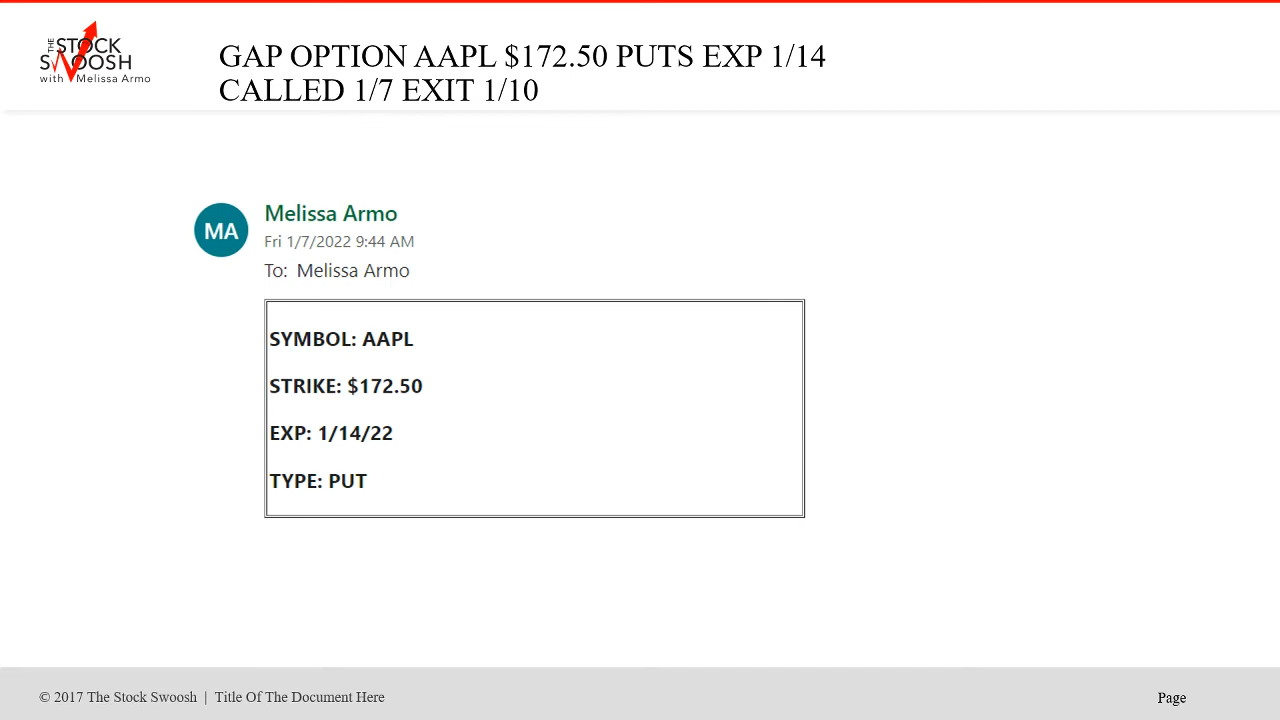 THE STOCK
SWOOSH
with Melissa Armo
GAP OPTION AAPL $172.50 PUTS EXP 1/14
CALLED 1/7 EXIT 1/10
MA
Melissa Armo
Fri 1/7/2022 9:44 AM
To: Melissa Armo
SYMBOL: AAPL
STRIKE: $172.50
EXP: 1/14/22
TYPE: PUT
© 2017 The Stock Swoosh | Title Of The Document Here
Page